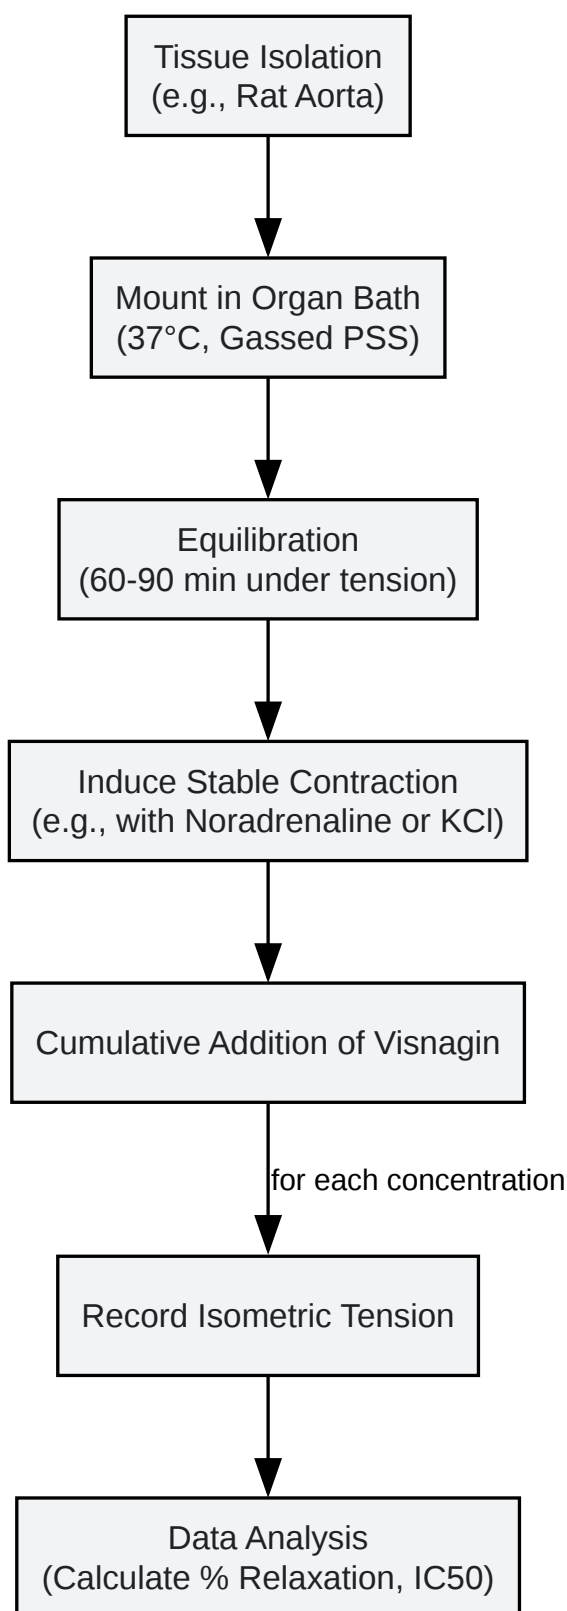 Tissue Isolation
(e.g., Rat Aorta)
Mount in Organ Bath
(37°C, Gassed PSS)
Equilibration
(60-90 min under tension)
Induce Stable Contraction
(e.g., with Noradrenaline or KCl)
Cumulative Addition of Visnagin
for each concentration
Record Isometric Tension
Data Analysis
(Calculate % Relaxation, IC50)